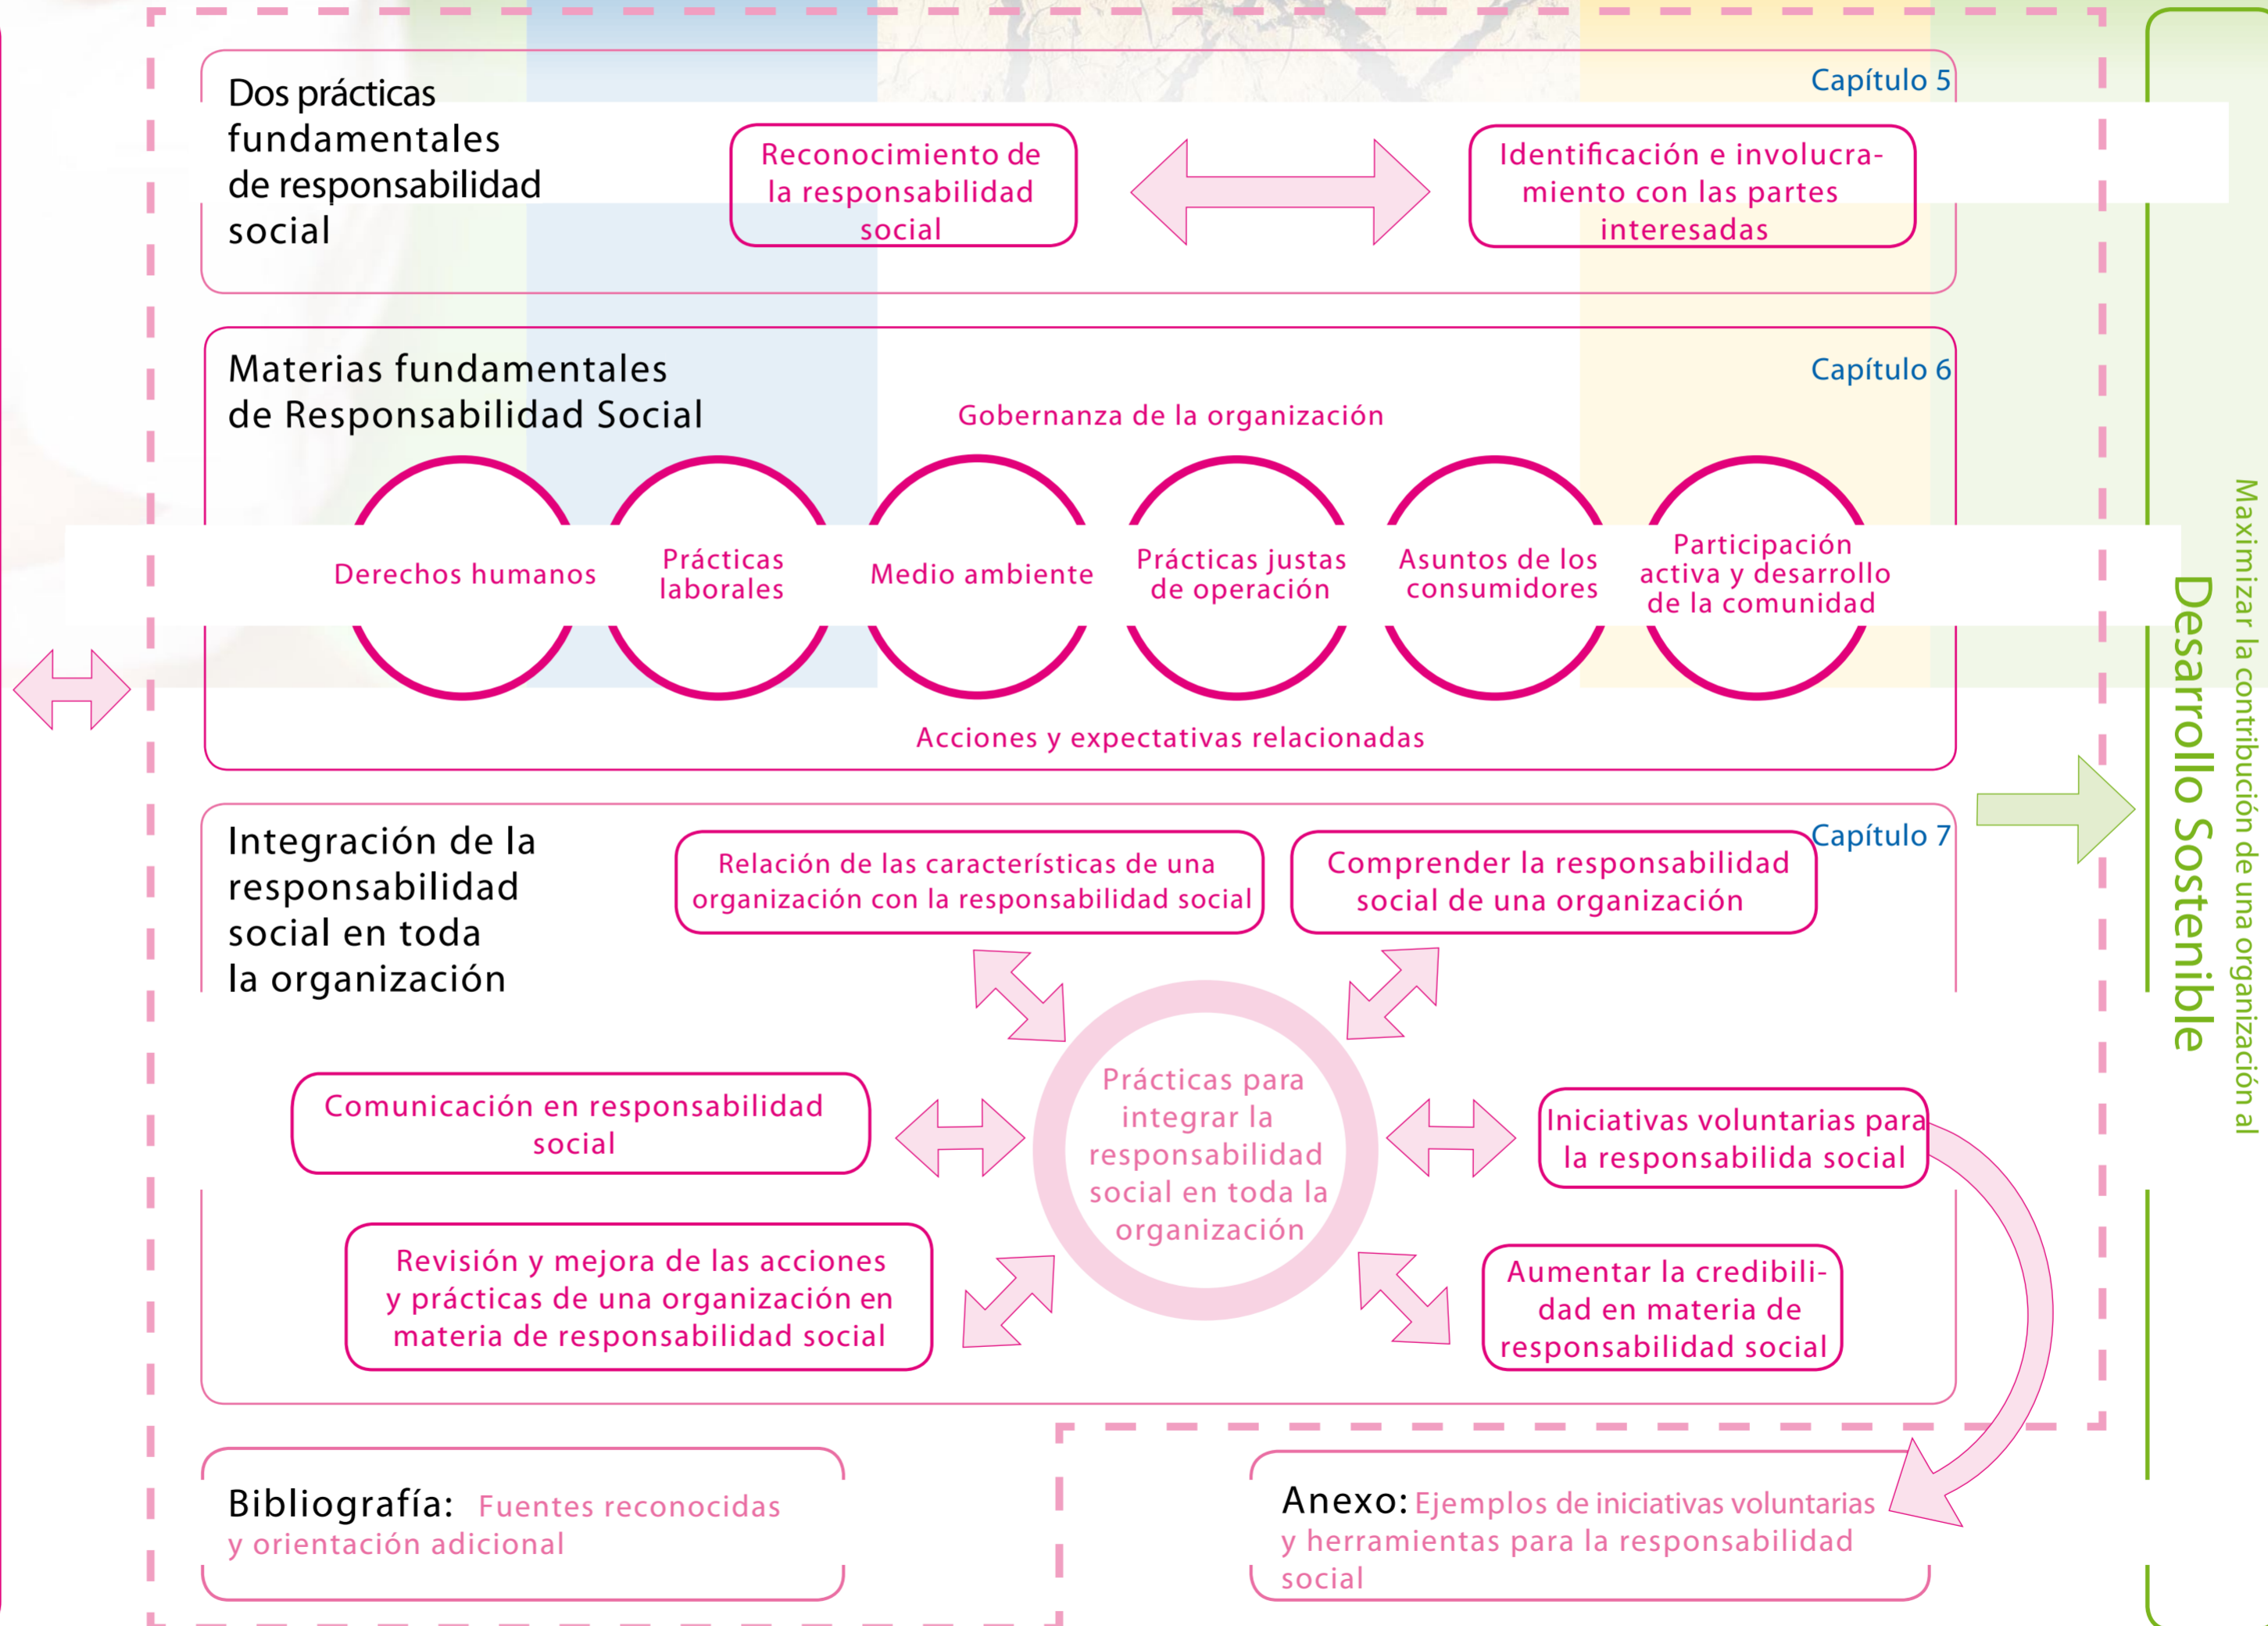 Capítulo 5
Dos prácticas
fundamentales
de responsabilidad
social
Reconocimiento de
la responsabilidad
social
Identificación e involucra-
miento con las partes
interesadas
Capítulo 6
Materias fundamentales
de Responsabilidad Social
Gobernanza de la organización
Derechos humanos
Prácticas
laborales
Medio ambiente
Prácticas justas
de operación
Asuntos de los
consumidores
Participación
activa y desarrollo
de la comunidad
Acciones y expectativas relacionadas
Capítulo 7
Integración de la
responsabilidad
social en toda
la organización
Relación de las características de una
organización con la responsabilidad social
Comprender la responsabilidad
social de una organización
Comunicación en responsabilidad
social
Prácticas para
integrar la
responsabilidad
social en toda la
organización
Iniciativas voluntarias para
la responsabilida social
Revisión y mejora de las acciones
y prácticas de una organización en
materia de responsabilidad social
Aumentar la credibili-
dad en materia de
responsabilidad social
Bibliografía: Fuentes reconocidas
y orientación adicional
Anexo: Ejemplos de iniciativas voluntarias
y herramientas para la responsabilidad
social
Maximizar la contribución de una organización al
Desarrollo Sostenible